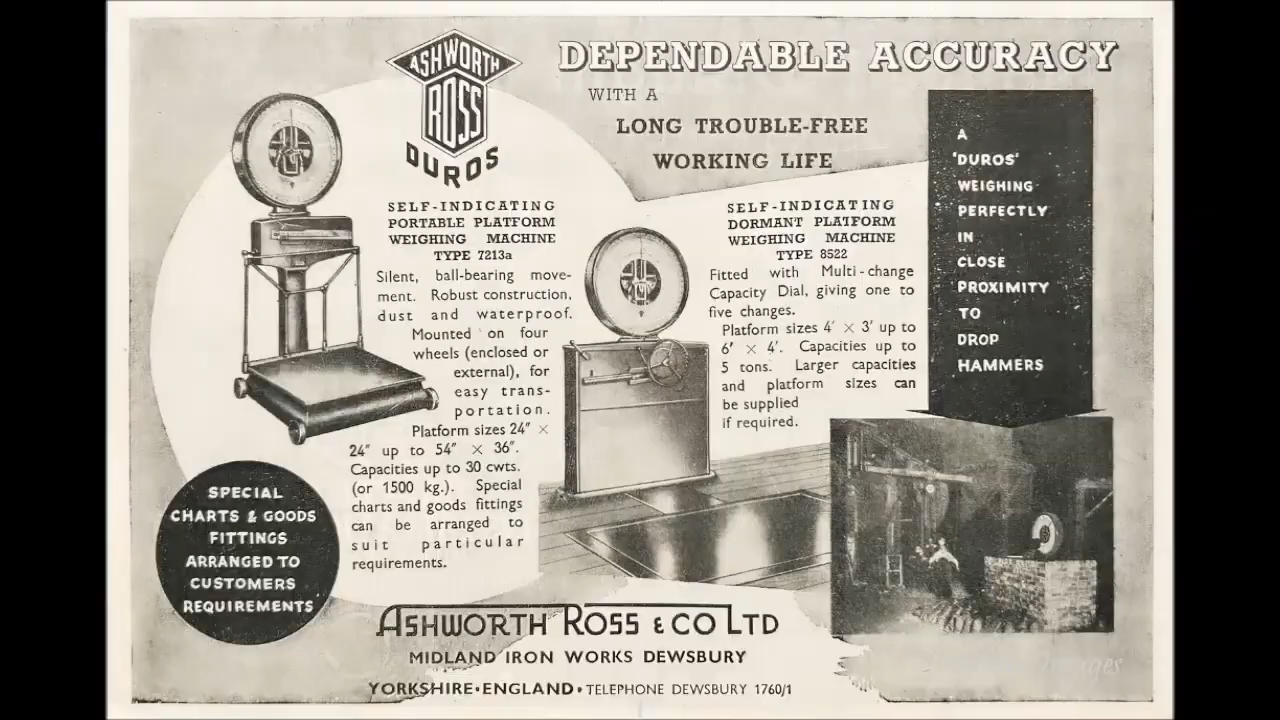 ASHWORTH
ROSS
DUROS
DEPENDABLE ACCURACY
WITH A
LONG TROUBLE-FREE
WORKING LIFE
SELF-INDICATING
PORTABLE PLATFORM
WEIGHING MACHINE
TYPE 7213a
Silent, ball-bearing move-
ment. Robust construction,
dust and waterproof.
Mounted on four
wheels (enclosed or
external), for
easy trans-
portation.
Platform sizes 24" ×
24" up to 54" × 36".
Capacities up to 30 cwts.
(or 1500 kg.). Special
charts and goods fittings
can be arranged to
suit particular
requirements.
SELF-INDICATING
DORMANT PLATFORM
WEIGHING MACHINE
TYPE 8522
Fitted with Multi-change
Capacity Dial, giving one to
five changes.
Platform sizes 4' × 3' up to
6' × 4'. Capacities up to
5 tons. Larger capacities
and platform sizes can
be supplied
if required.
A
'DUROS'
WEIGHING
PERFECTLY
IN
CLOSE
PROXIMITY
TO
DROP
HAMMERS
SPECIAL
CHARTS & GOODS
FITTINGS
ARRANGED TO
CUSTOMERS
REQUIREMENTS
ASHWORTH ROSS & CO LTD
MIDLAND IRON WORKS DEWSBURY
YORKSHIRE • ENGLAND • TELEPHONE DEWSBURY 1760/1